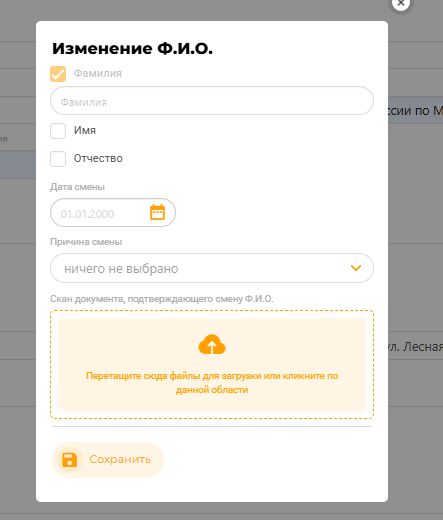 Изменение Ф.И.О.
Фамилия
Фамилия
ссии по М
Имя
Отчество
Дата смены
01.01.2000
Причина смены
ничего не выбрано
Скан документа, подтверждающего смену Ф.И.О.
ул. Лесная
Перетащите сюда файлы для загрузки или кликните по
данной области
Сохранить